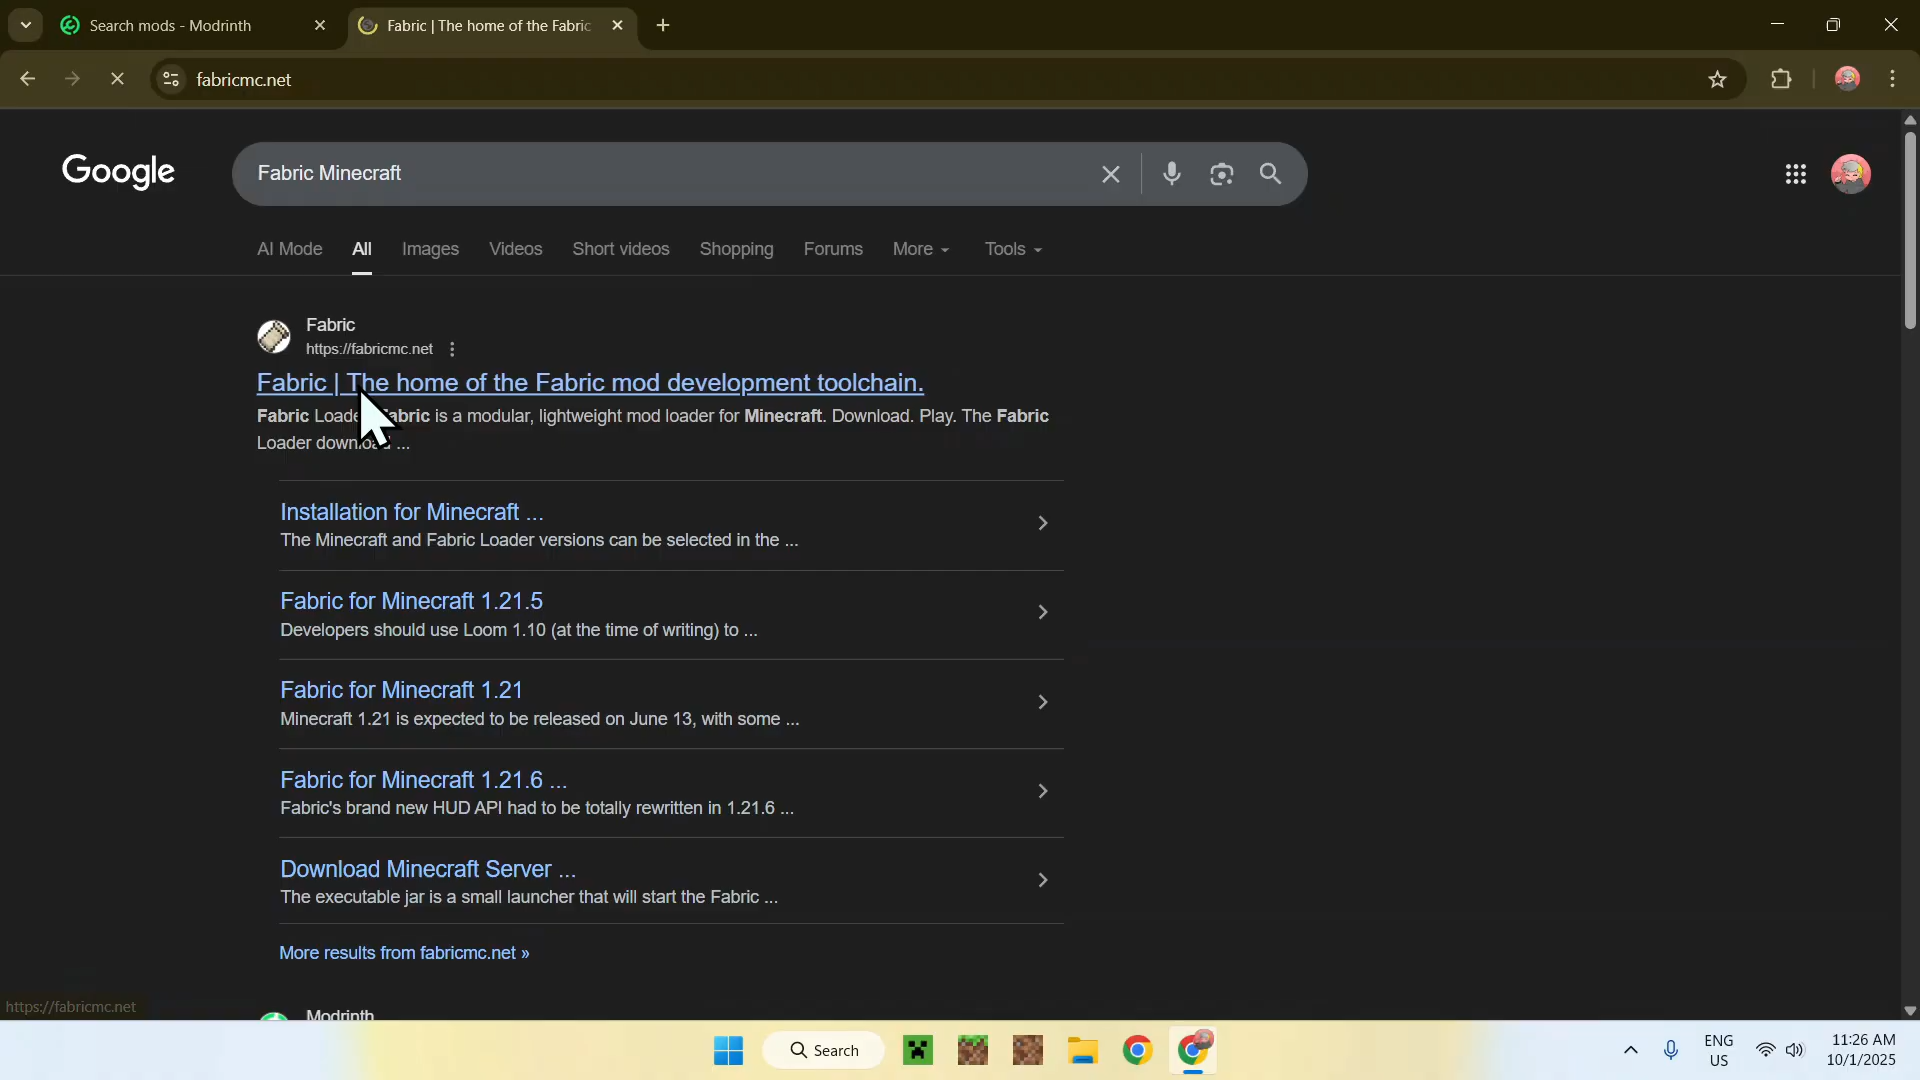 Search mods - Modrinth
Fabric | The home of the Fabric
fabricmc.net
Google
Fabric Minecraft
AI Mode All Images Videos Short videos Shopping Forums More Tools
Fabric
https://fabricmc.net
Fabric | The home of the Fabric mod development toolchain.
Fabric Loader Fabric is a modular, lightweight mod loader for Minecraft. Download. Play. The Fabric
Loader download ...
Installation for Minecraft ...
The Minecraft and Fabric Loader versions can be selected in the ...
Fabric for Minecraft 1.21.5
Developers should use Loom 1.10 (at the time of writing) to ...
Fabric for Minecraft 1.21
Minecraft 1.21 is expected to be released on June 13, with some ...
Fabric for Minecraft 1.21.6 ...
Fabric's brand new HUD API had to be totally rewritten in 1.21.6 ...
Download Minecraft Server ...
The executable jar is a small launcher that will start the Fabric ...
More results from fabricmc.net »
Modrinth
https://fabricmc.net
Search
ENG
US
11:26 AM
10/1/2025